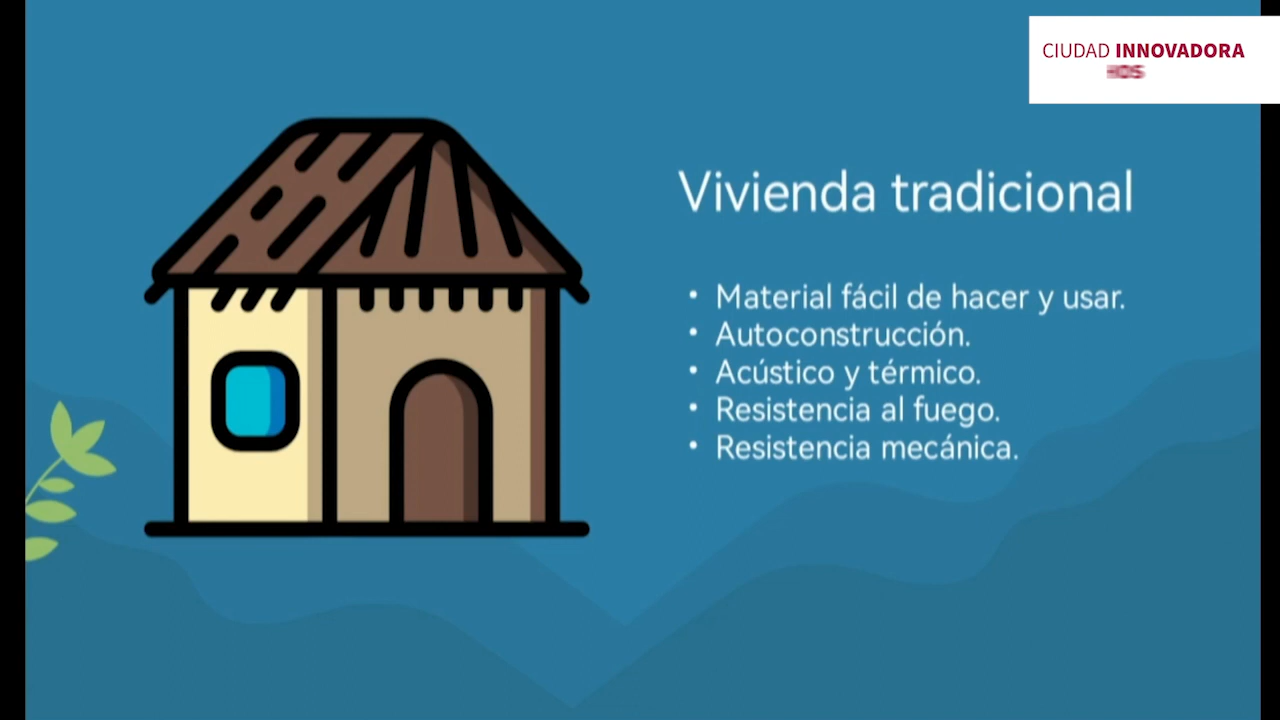 CIUDAD INNOVADORA
Vivienda tradicional
• Material fácil de hacer y usar.
• Autoconstrucción.
• Acústico y térmico.
• Resistencia al fuego.
• Resistencia mecánica.